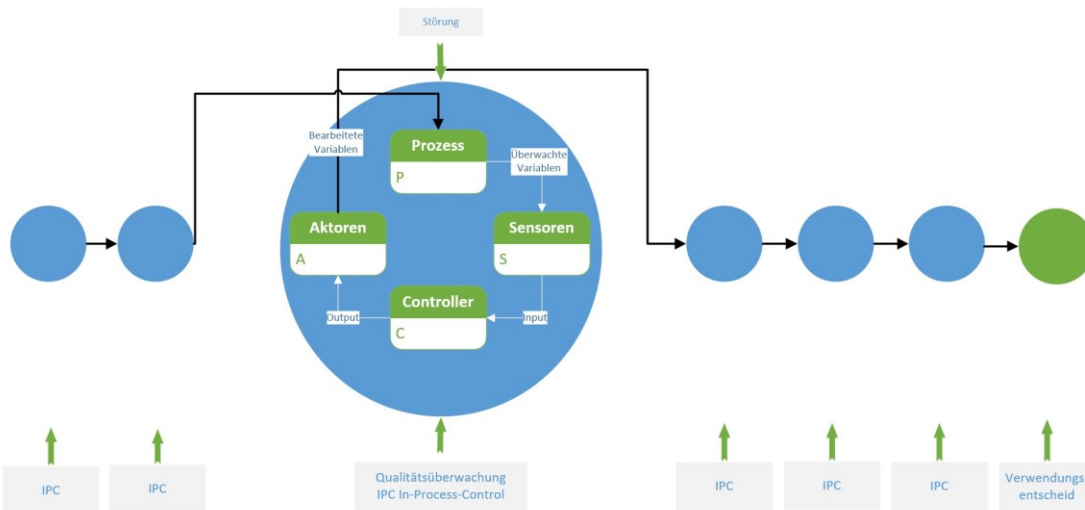 Störung
Bearbeitete
Variablen
Prozess
P
Überwachte
Variablen
Aktoren
A
Sensoren
S
Controller
C
Output
Input
IPC
IPC
Qualitätsüberwachung
IPC In-Process-Control
IPC
IPC
IPC
Verwendungs
entscheid